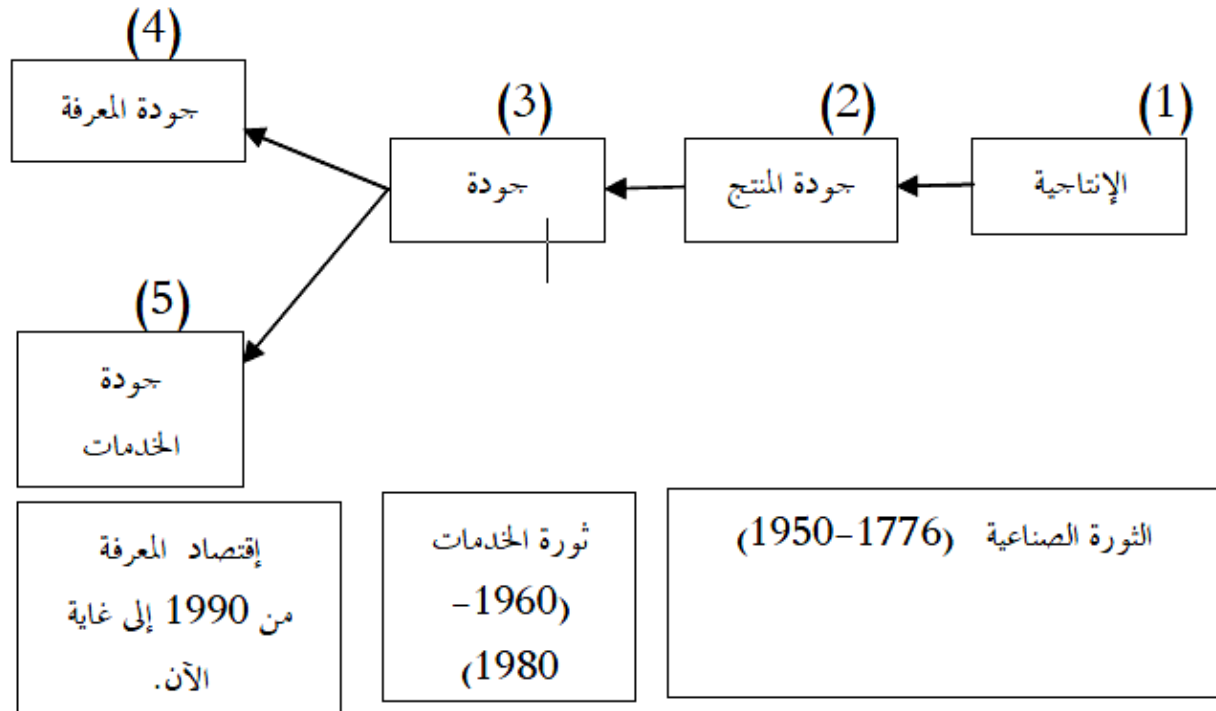 (1)
الإنتاجية
(2)
جودة المنتج
(3)
جودة
(4)
جودة المعرفة
(5)
جودة
الخدمات
الثورة الصناعية (1776-1950)
ثورة الخدمات
(1960-
1980)
إقتصاد المعرفة
من 1990 إلى غاية
الآن.